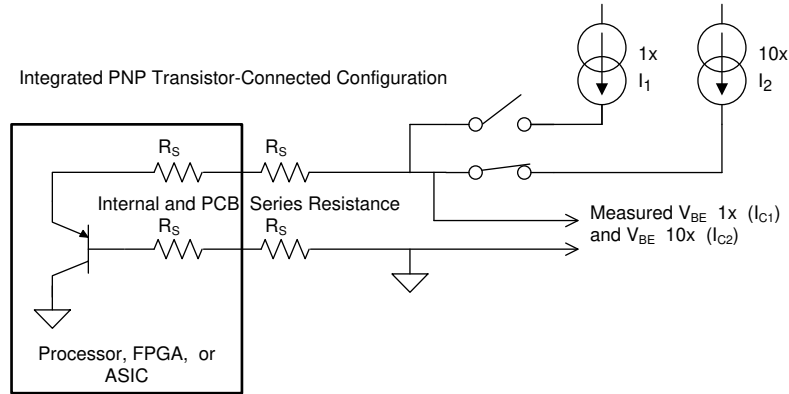 Integrated PNP Transistor-Connected Configuration
1x
I1
10x
I2
RS
RS
Internal and PCB Series Resistance
RS
RS
Measured VBE 1x (IC1)
and VBE 10x (IC2)
Processor, FPGA, or
ASIC